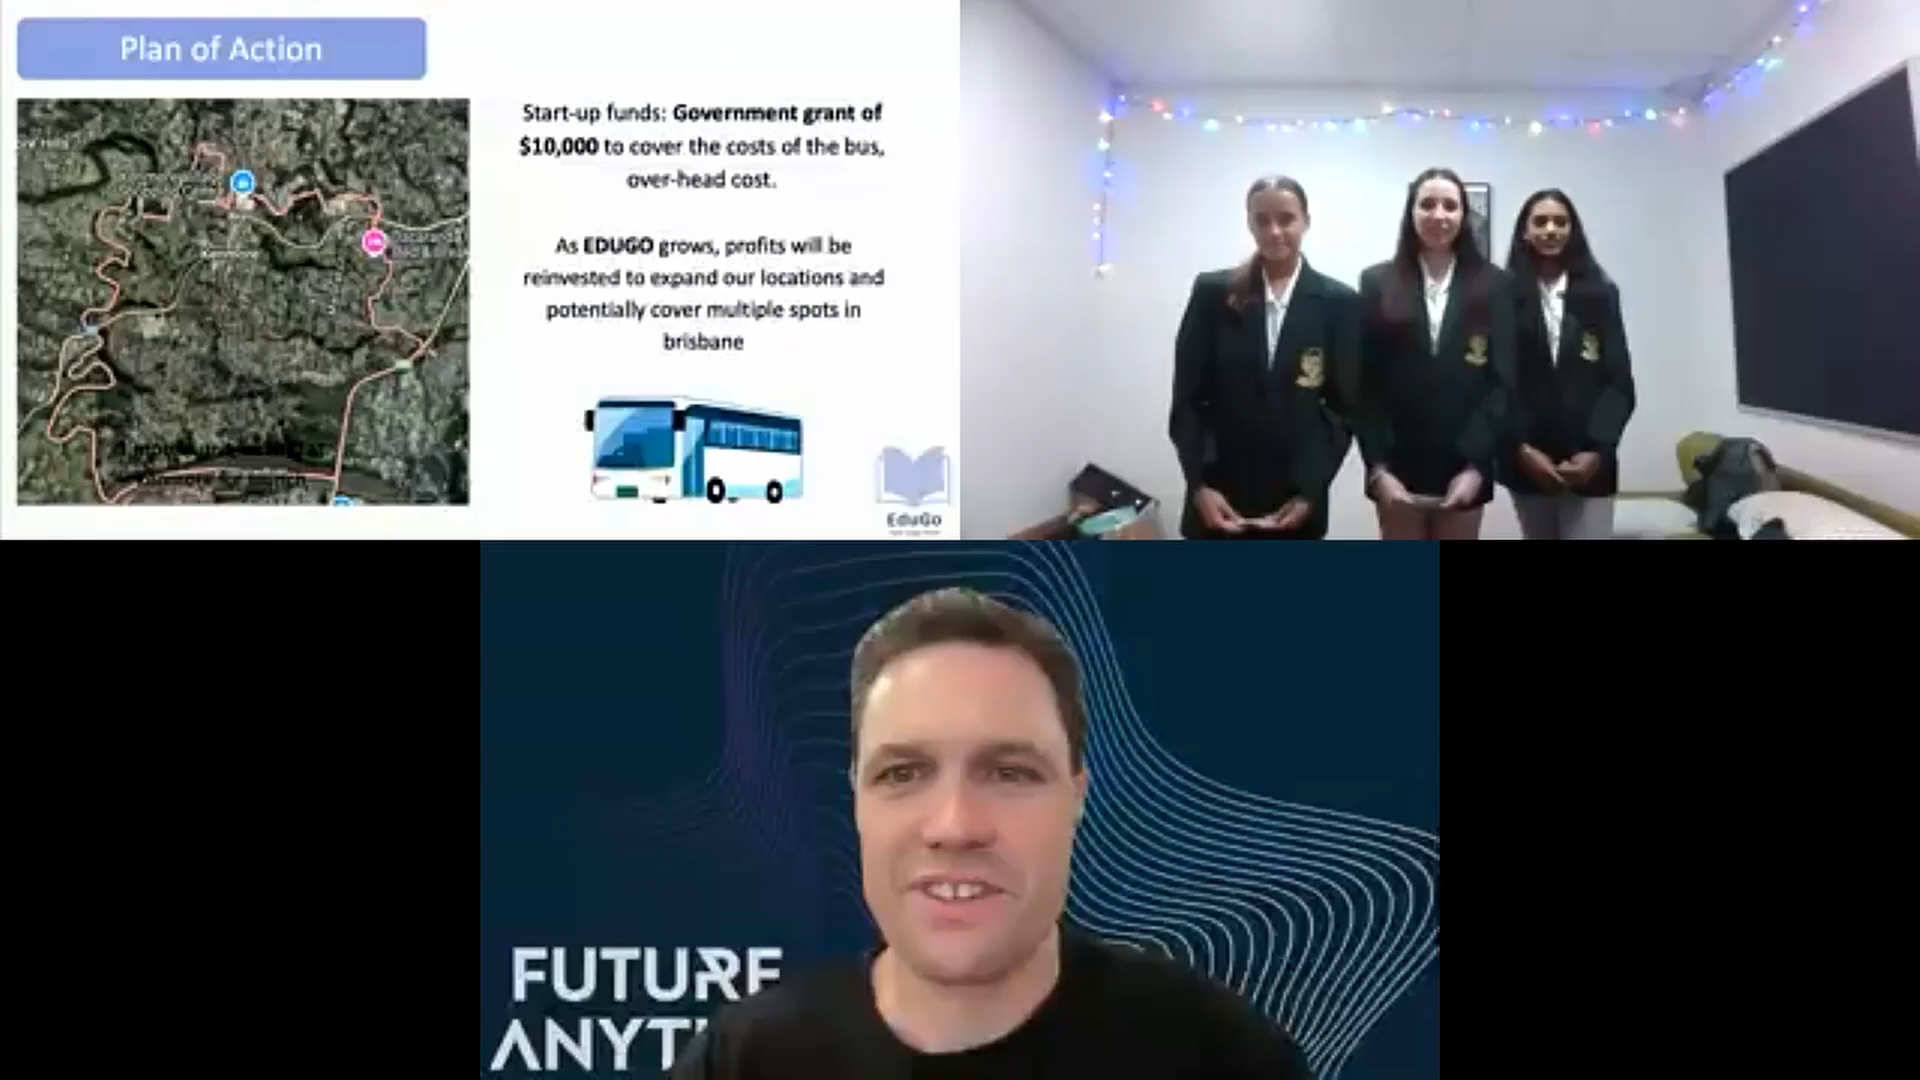 Plan of Action
Start-up funds: Government grant of
$10,000 to cover the costs of the bus,
over-head cost.
As EDUGO grows, profits will be
reinvested to expand our locations and
potentially cover multiple spots in
brisbane
EduGo
FUTURE
ANYT